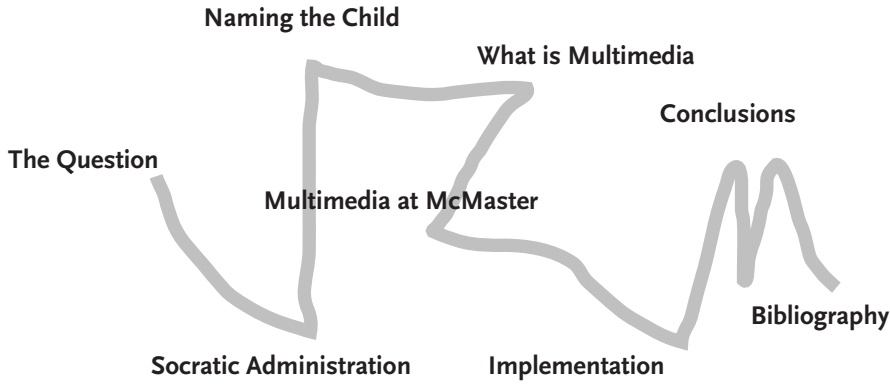 Naming the Child
What is Multimedia
Conclusions
The Question
Multimedia at McMaster
Bibliography
Socratic Administration
Implementation